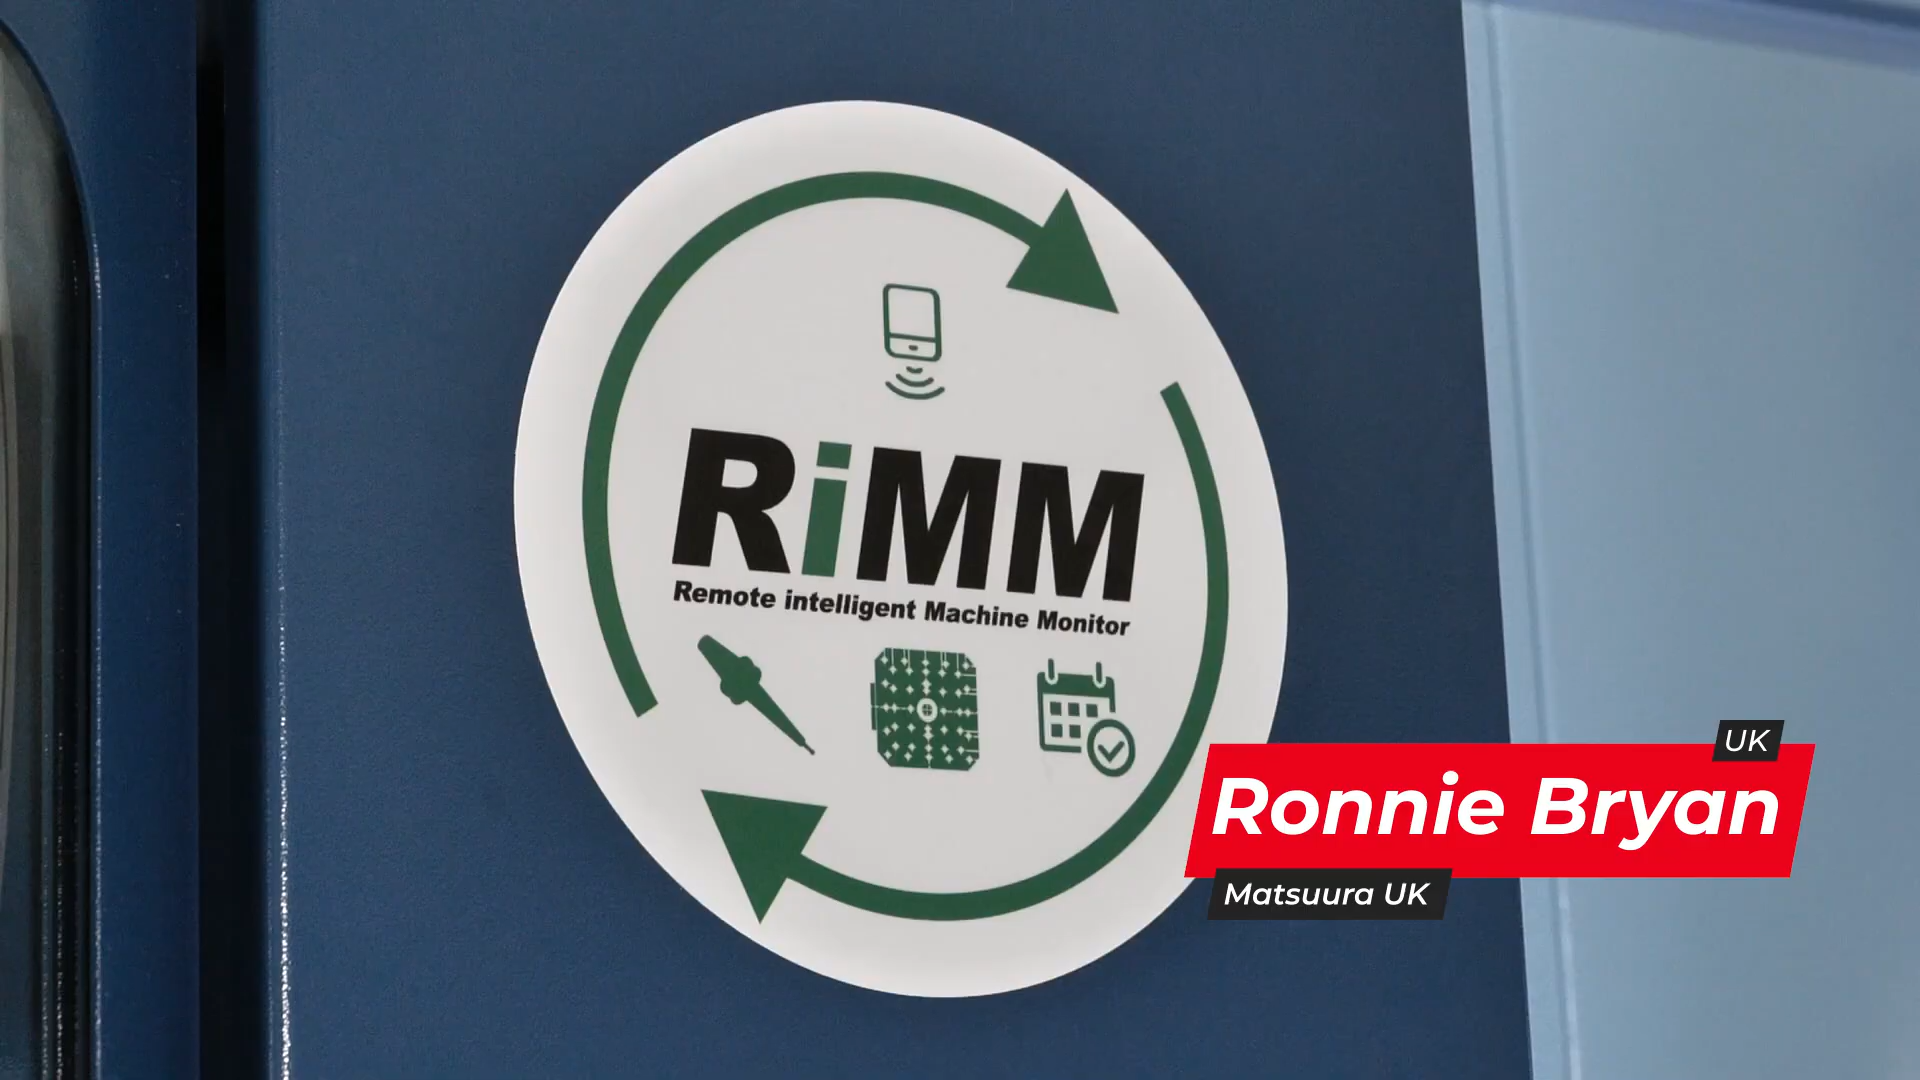 RiMM
Remote intelligent Machine Monitor
UK
Ronnie Bryan
Matsuura UK